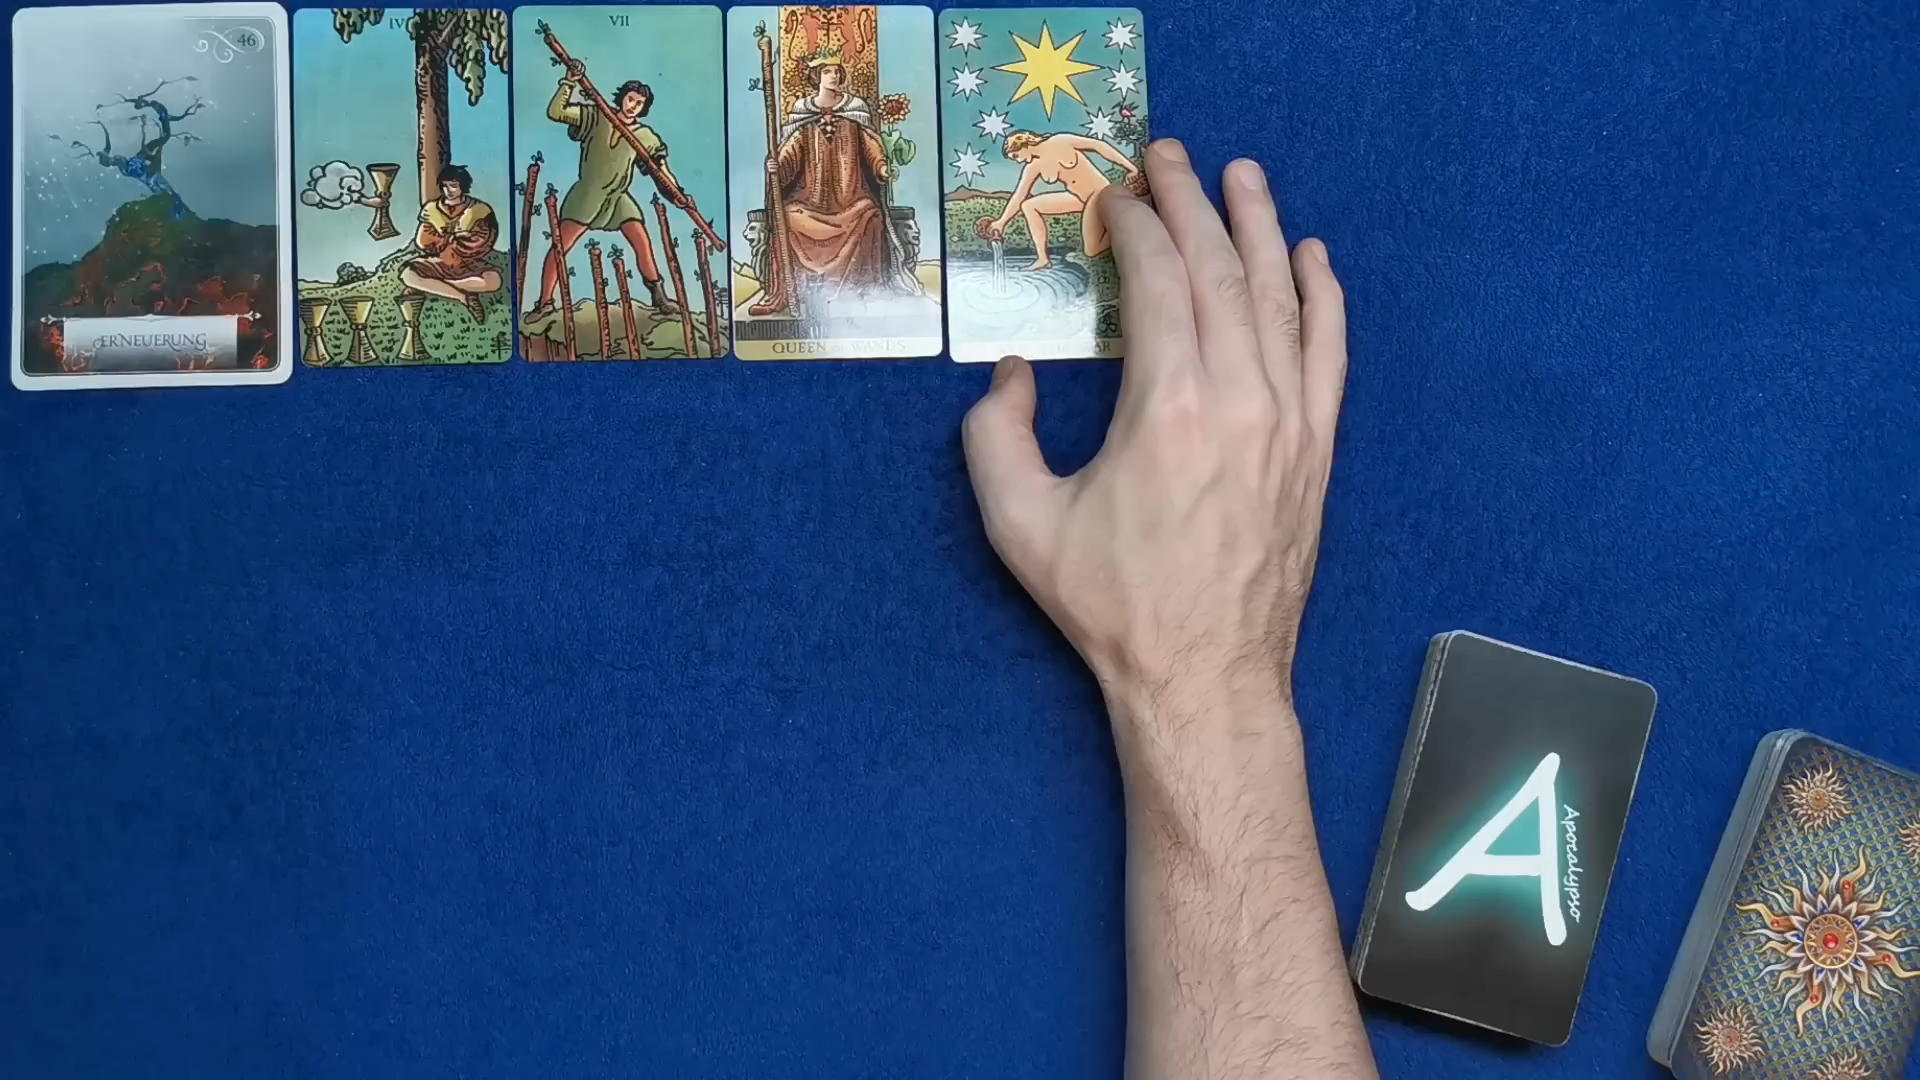 46
ERNEUERUNG
IV
VII
QUEEN of WANDS
A
Apocalypso